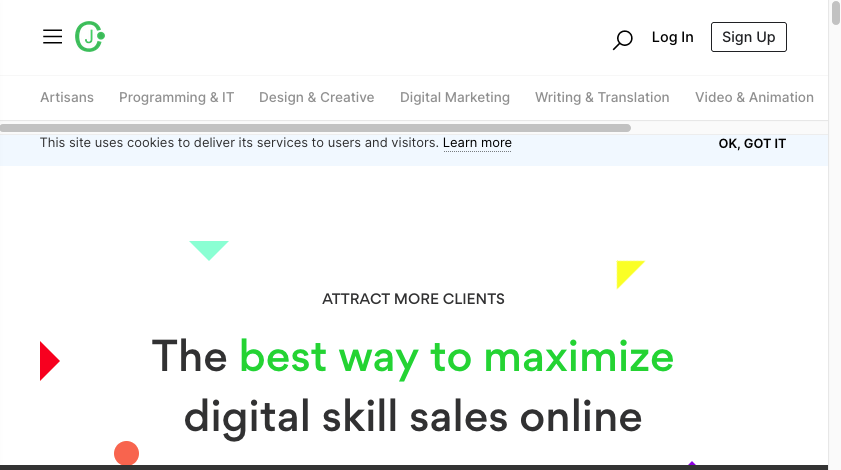 Log In
Sign Up
Artisans Programming & IT Design & Creative Digital Marketing Writing & Translation Video & Animation
This site uses cookies to deliver its services to users and visitors. Learn more
OK, GOT IT
ATTRACT MORE CLIENTS
The best way to maximize
digital skill sales online